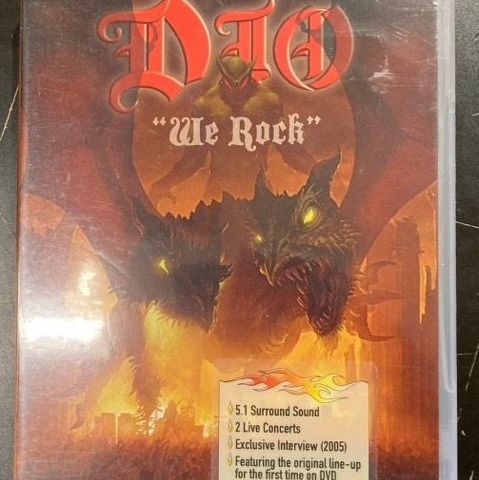 DIO
"We Rock"
5.1 Surround Sound
2 Live Concerts
Exclusive Interview (2005)
Featuring the original line-up
for the first time on DVD